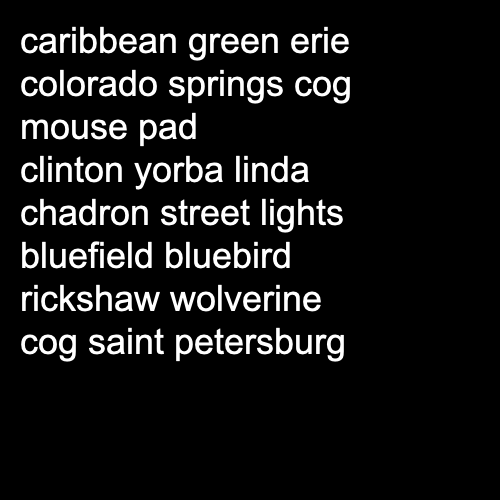 caribbean green erie
colorado springs cog
mouse pad
clinton yorba linda
chadron street lights
bluefield bluebird
rickshaw wolverine
cog saint petersburg